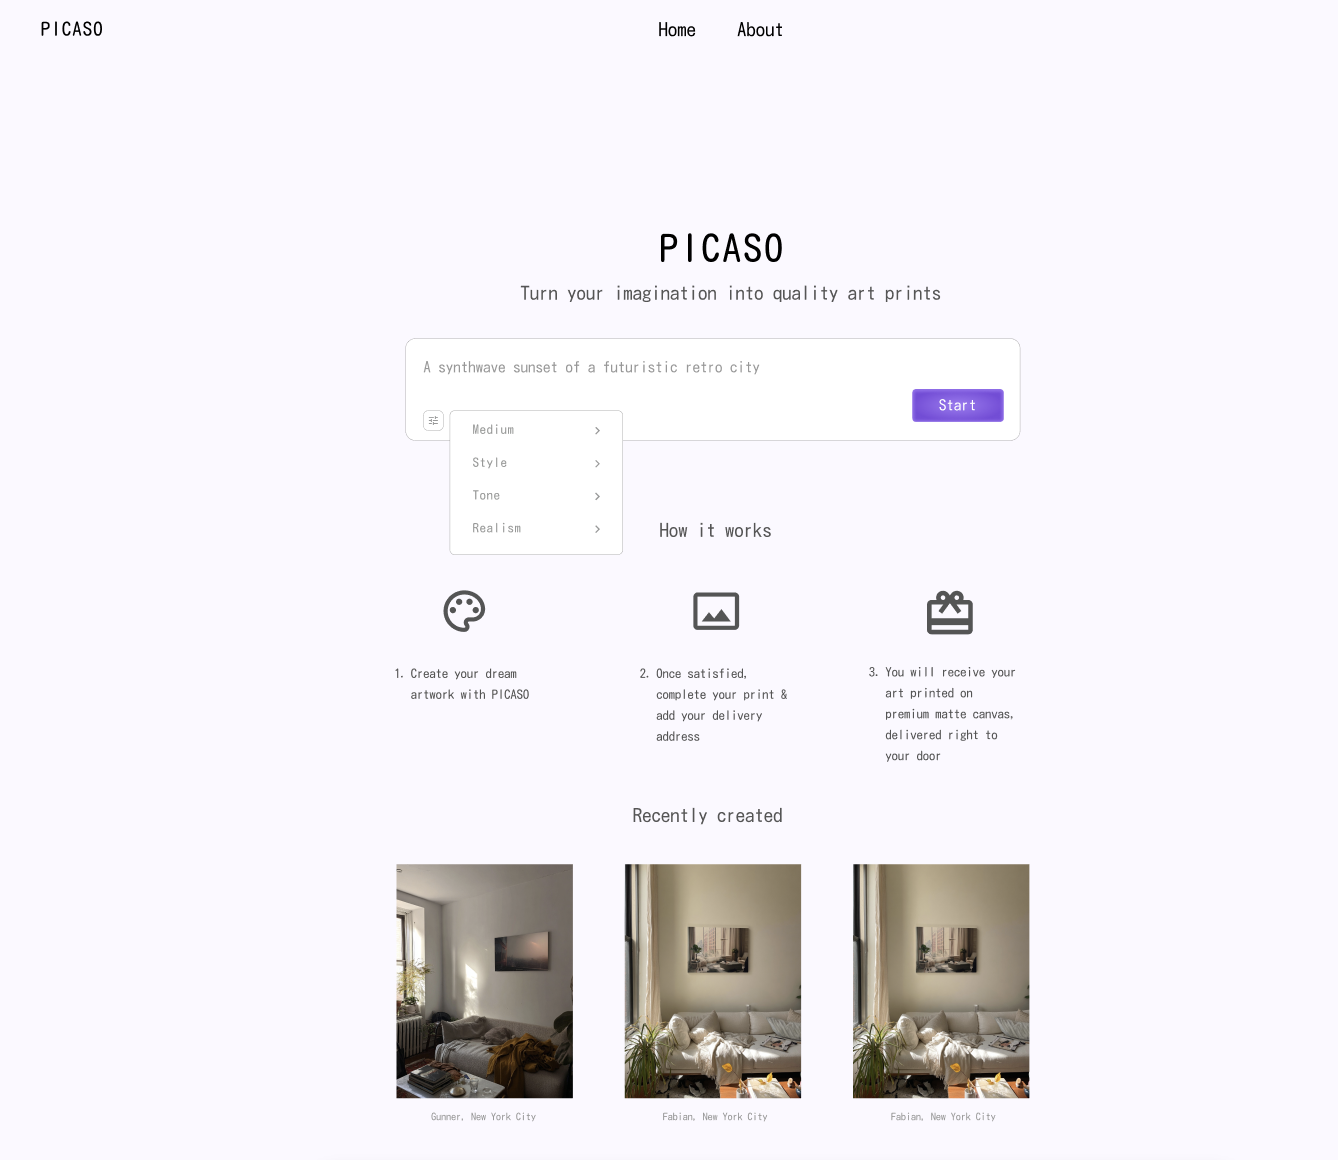 PICASO
Home About
PICASO
Turn your imagination into quality art prints
A synthwave sunset of a futuristic retro city
Start
Medium
Style
Tone
Realism
How it works
1. Create your dream
artwork with PICASO
2. Once satisfied,
complete your print &
add your delivery
address
3. You will receive your
art printed on
premium matte canvas,
delivered right to
your door
Recently created
Gunner, New York City
Fabian, New York City
Fabian, New York City